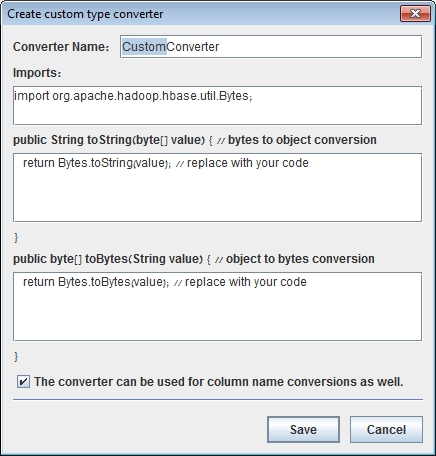 Create custom type converter
Converter Name: CustomConverter
Imports:
import org.apache.hadoop.hbase.util.Bytes;
public String toString(byte[] value) { // bytes to object conversion
return Bytes.toString(value); // replace with your code
}
public byte[] toBytes(String value) { // object to bytes conversion
return Bytes.toBytes(value); // replace with your code
}
The converter can be used for column name conversions as well.
Save Cancel